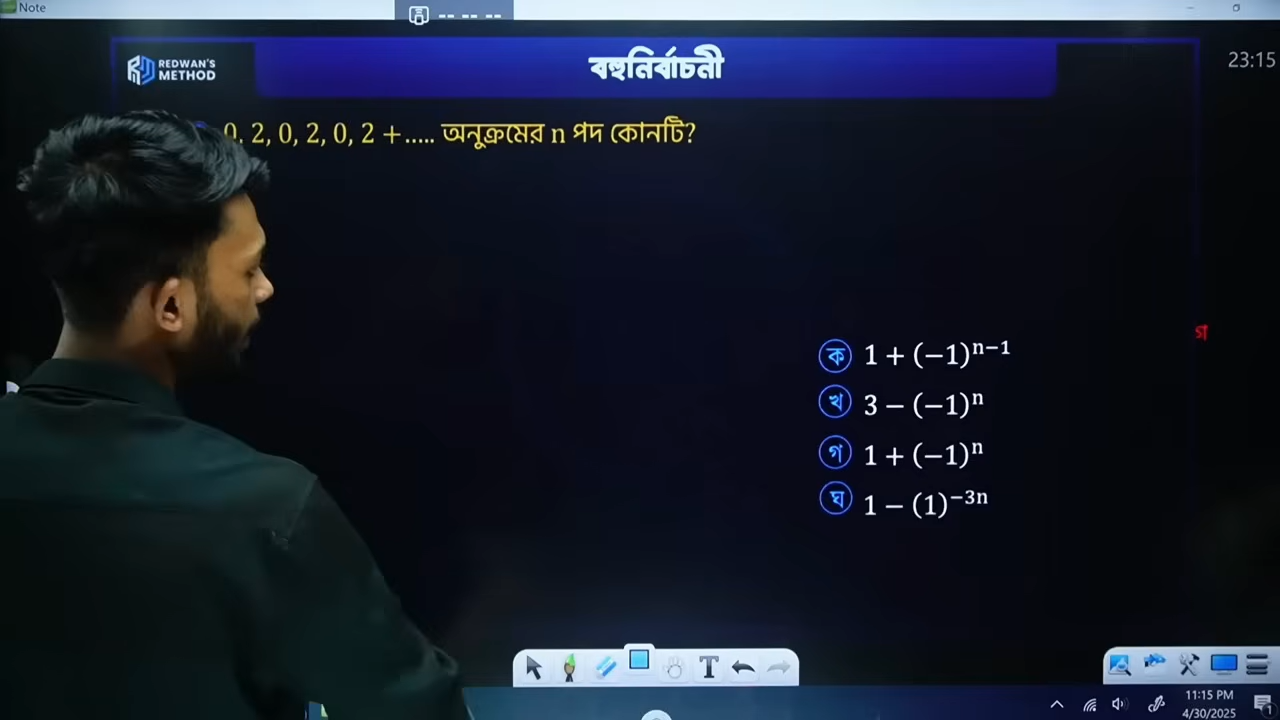 Note
বহুনির্বাচনী
REDWAN'S
METHOD
23:15
0, 2, 0, 2, 0, 2 + ..... অনুক্রমের n পদ কোনটি?
গ
ক 1 + (−1)ⁿ⁻¹
খ 3 − (−1)ⁿ
গ 1 + (−1)ⁿ
ঘ 1 − (1)⁻³ⁿ
T
11:15 PM
4/30/2025